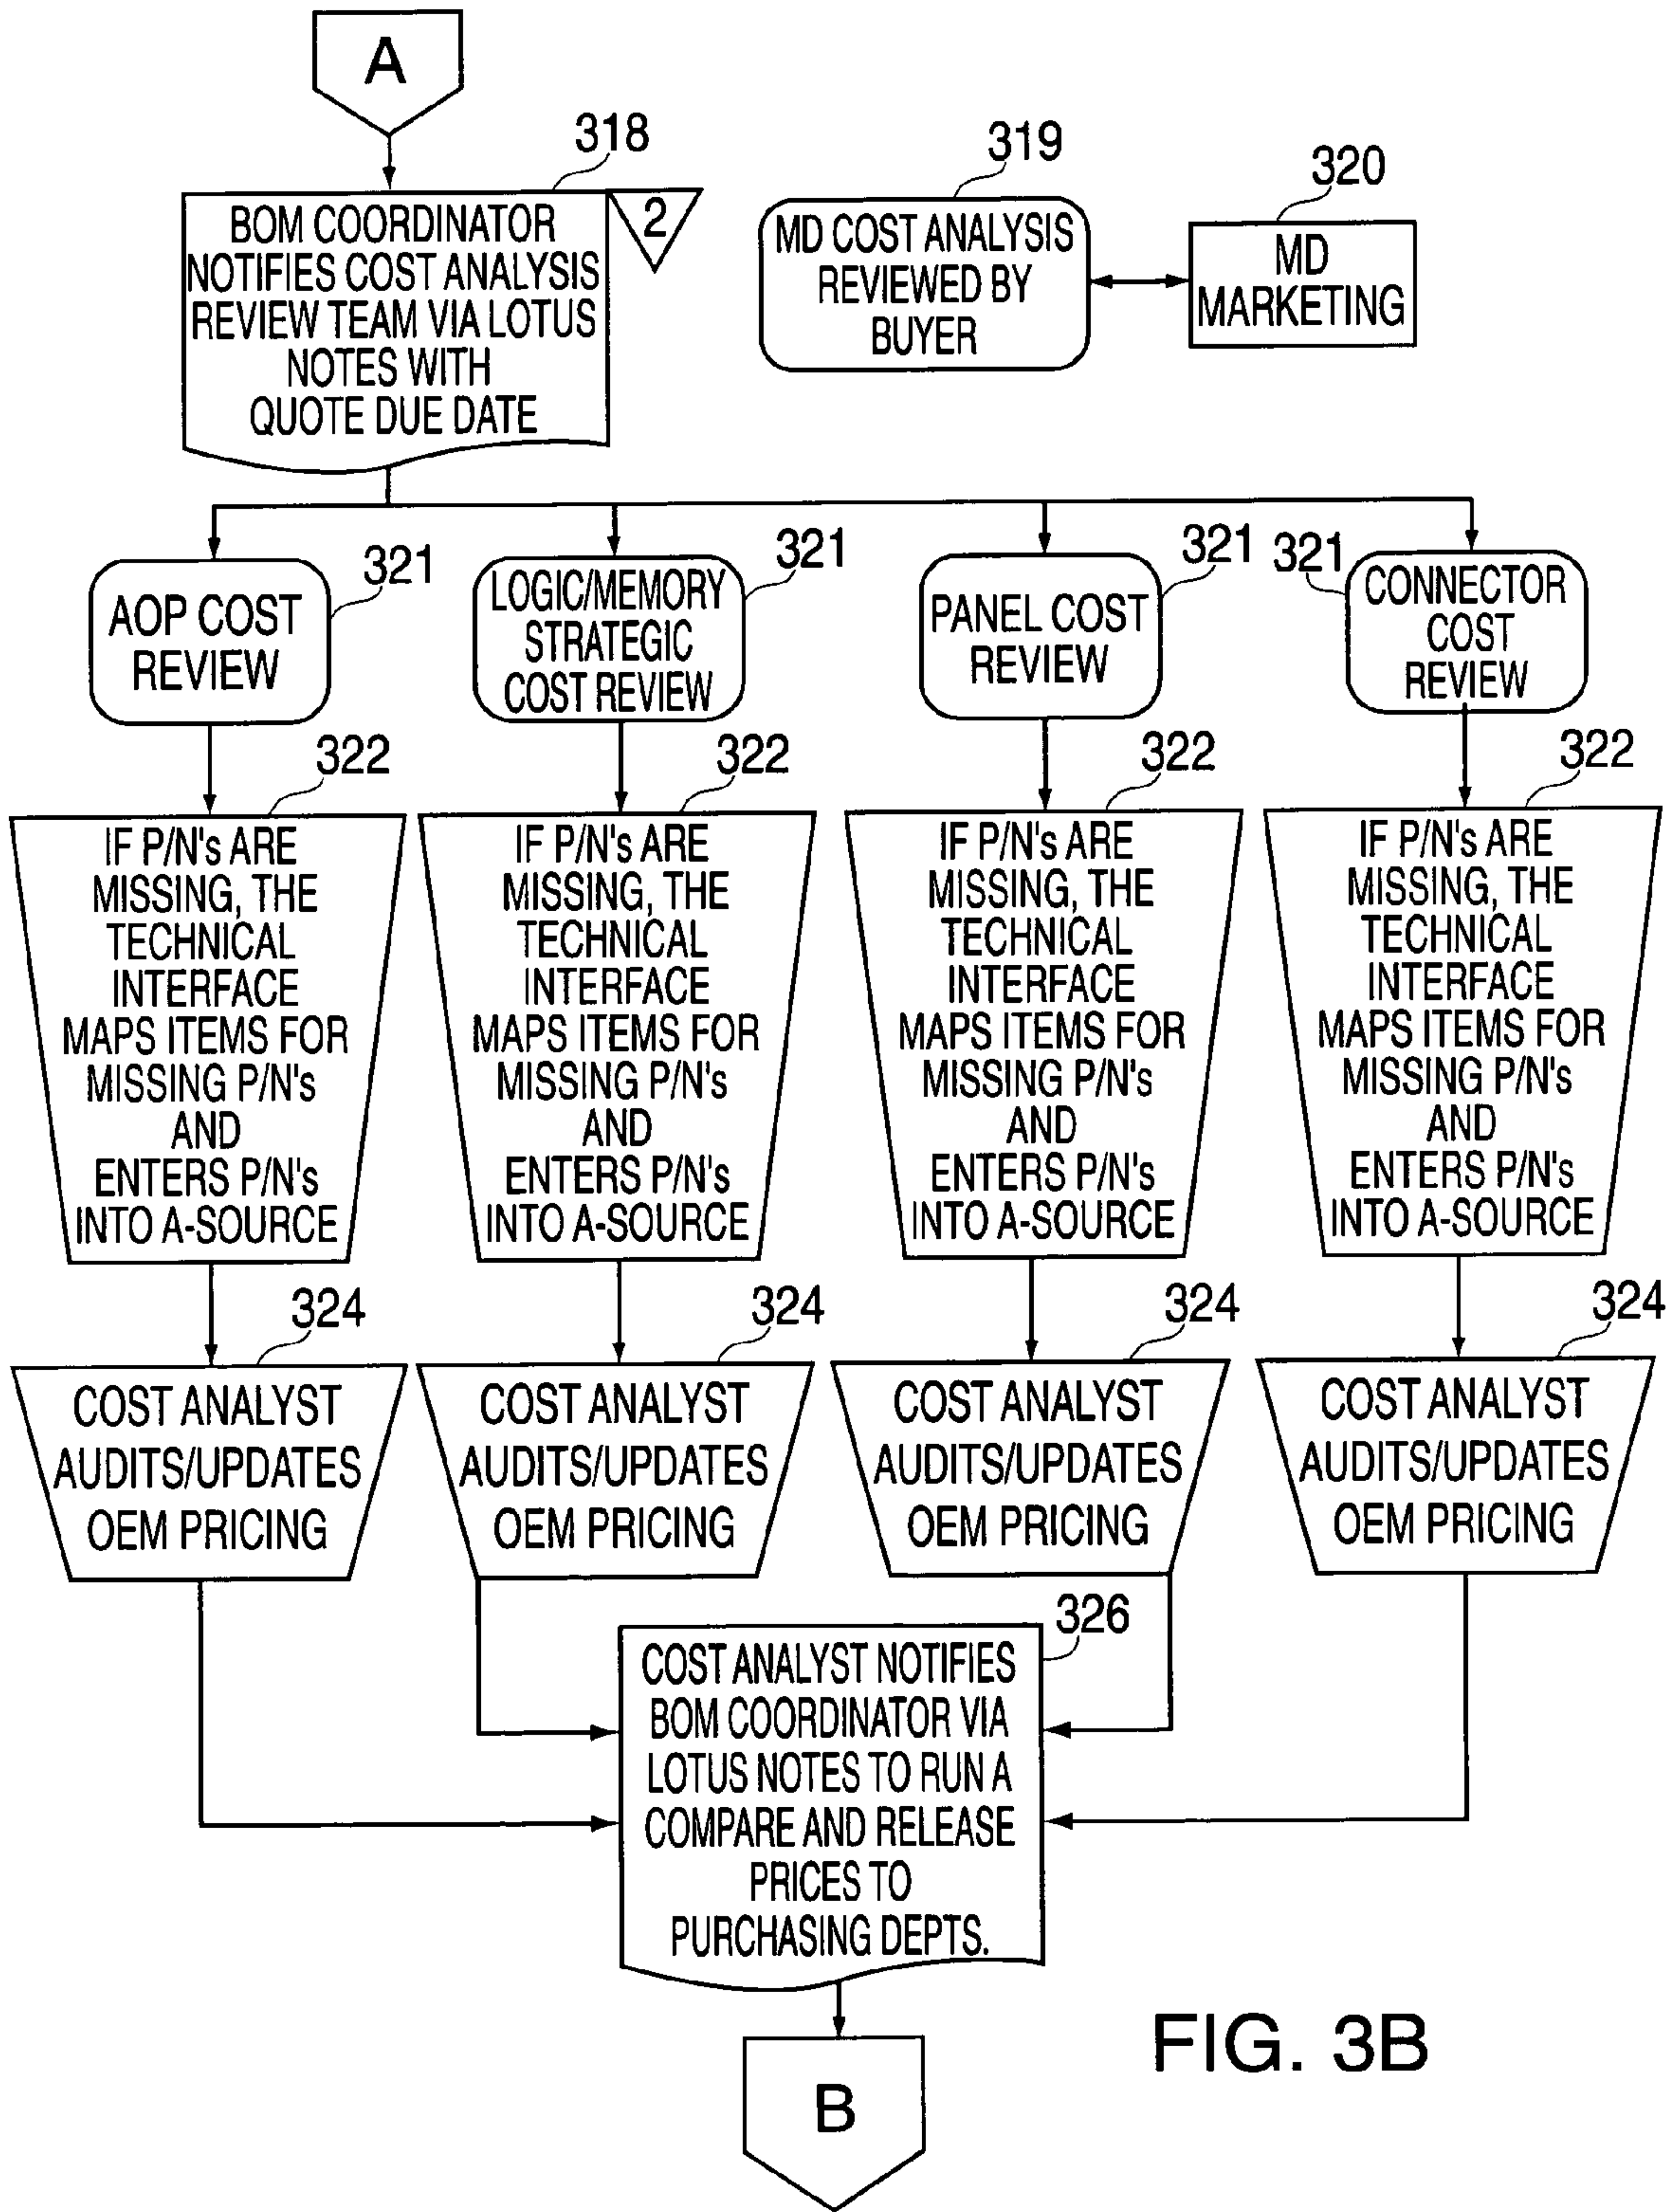 A
318
BOM COORDINATOR
NOTIFIES COST ANALYSIS
REVIEW TEAM VIA LOTUS
NOTES WITH
QUOTE DUE DATE
2
319
MD COST ANALYSIS
REVIEWED BY
BUYER
320
MD
MARKETING
321
AOP COST
REVIEW
321
LOGIC/MEMORY
STRATEGIC
COST REVIEW
321
PANEL COST
REVIEW
321
CONNECTOR
COST
REVIEW
322
IF P/N's ARE
MISSING, THE
TECHNICAL
INTERFACE
MAPS ITEMS FOR
MISSING P/N's
AND
ENTERS P/N's
INTO A-SOURCE
322
IF P/N's ARE
MISSING, THE
TECHNICAL
INTERFACE
MAPS ITEMS FOR
MISSING P/N's
AND
ENTERS P/N's
INTO A-SOURCE
322
IF P/N's ARE
MISSING, THE
TECHNICAL
INTERFACE
MAPS ITEMS FOR
MISSING P/N's
AND
ENTERS P/N's
INTO A-SOURCE
322
IF P/N's ARE
MISSING, THE
TECHNICAL
INTERFACE
MAPS ITEMS FOR
MISSING P/N's
AND
ENTERS P/N's
INTO A-SOURCE
324
COST ANALYST
AUDITS/UPDATES
OEM PRICING
324
COST ANALYST
AUDITS/UPDATES
OEM PRICING
324
COST ANALYST
AUDITS/UPDATES
OEM PRICING
324
COST ANALYST
AUDITS/UPDATES
OEM PRICING
326
COST ANALYST NOTIFIES
BOM COORDINATOR VIA
LOTUS NOTES TO RUN A
COMPARE AND RELEASE
PRICES TO
PURCHASING DEPTS.
B
FIG. 3B